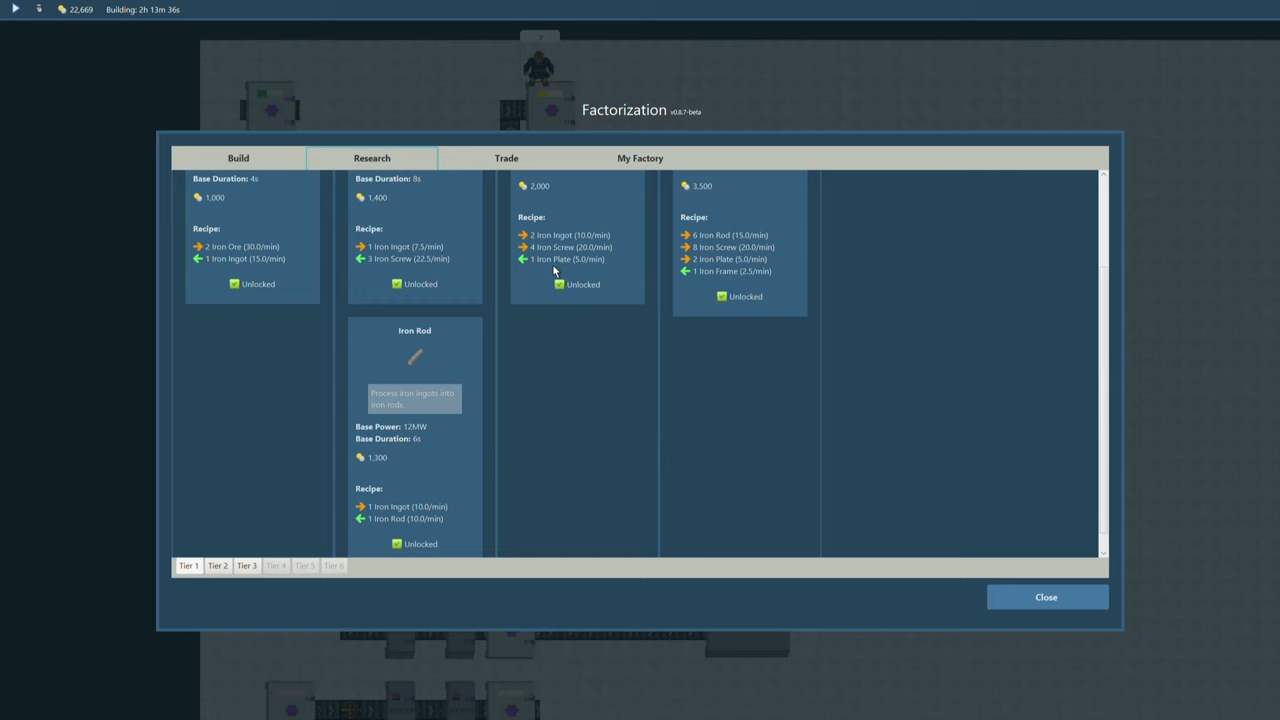 22,669 Building: 2h 13m 36s
Factorization v0.8.7-beta
Build Research Trade My Factory
Base Duration: 4s
1,000
Recipe:
2 Iron Ore (30.0/min)
1 Iron Ingot (15.0/min)
Unlocked
Base Duration: 8s
1,400
Recipe:
1 Iron Ingot (7.5/min)
3 Iron Screw (22.5/min)
Unlocked
2,000
Recipe:
2 Iron Ingot (10.0/min)
4 Iron Screw (20.0/min)
1 Iron Plate (5.0/min)
Unlocked
3,500
Recipe:
6 Iron Rod (15.0/min)
8 Iron Screw (20.0/min)
2 Iron Plate (5.0/min)
1 Iron Frame (2.5/min)
Unlocked
Iron Rod
Process iron ingots into
iron rods.
Base Power: 12MW
Base Duration: 6s
1,300
Recipe:
1 Iron Ingot (10.0/min)
1 Iron Rod (10.0/min)
Unlocked
Tier 1 Tier 2 Tier 3 Tier 4 Tier 5 Tier 6
Close